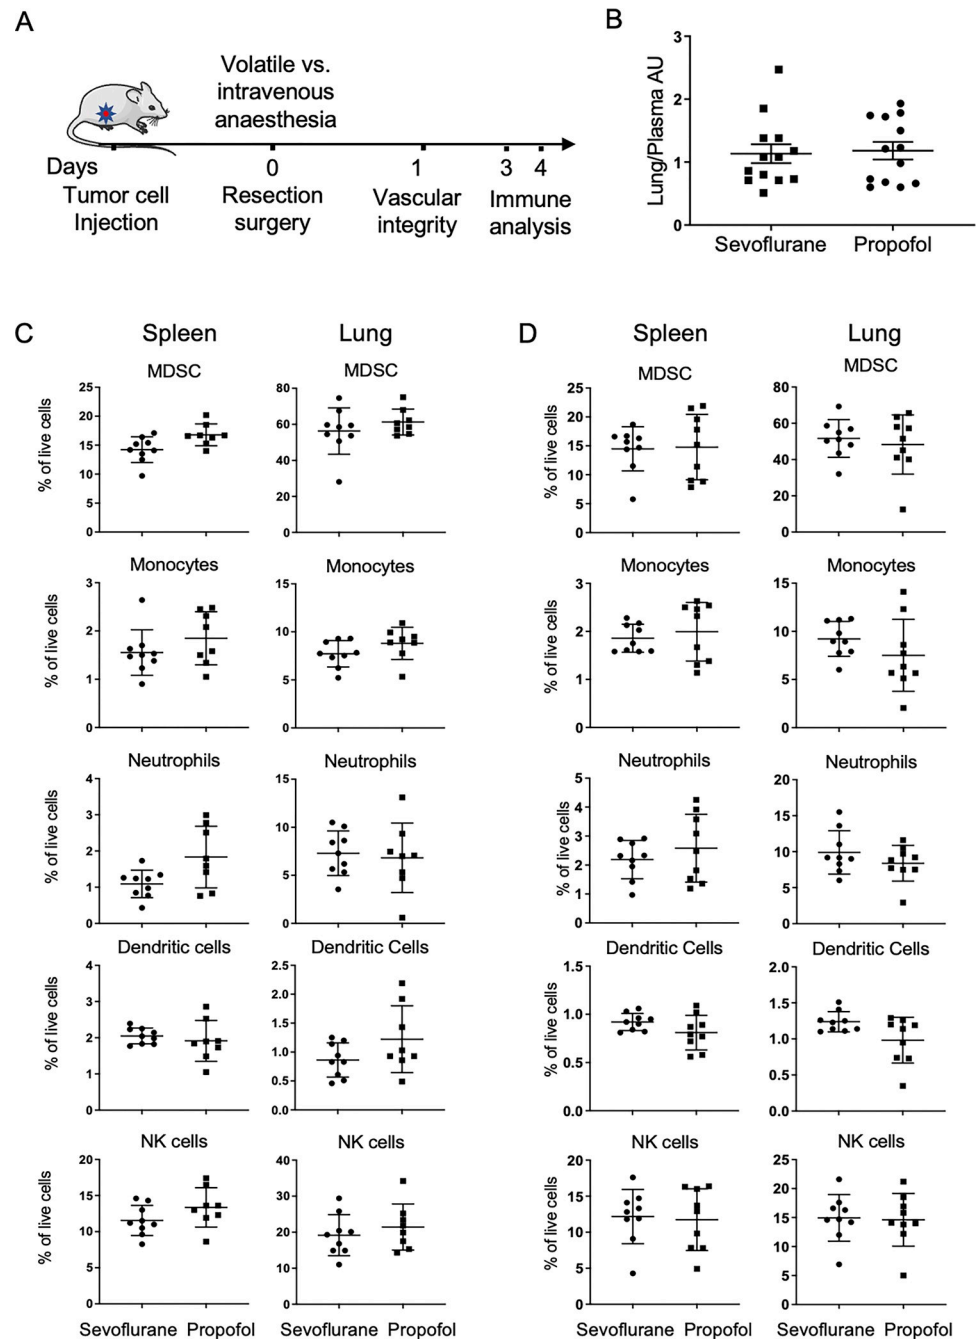 A
Volatile vs.
intravenous
anaesthesia
Days
0
1
3
4
Tumor cell
Injection
Resection
surgery
Vascular
integrity
Immune
analysis
B
Lung/Plasma AU
3
2
1
0
Sevoflurane
Propofol
C
Spleen
Lung
MDSC
% of live cells
25
20
15
10
5
0
MDSC
80
60
40
20
0
Monocytes
% of live cells
3
2
1
0
Monocytes
15
10
5
0
Neutrophils
% of live cells
4
3
2
1
0
Neutrophils
15
10
5
0
Dendritic cells
% of live cells
4
3
2
1
0
Dendritic Cells
2.5
2.0
1.5
1.0
0.5
0.0
NK cells
% of live cells
20
15
10
5
0
NK cells
40
30
20
10
0
Sevoflurane Propofol
Sevoflurane Propofol
D
Spleen
Lung
MDSC
% of live cells
25
20
15
10
5
0
MDSC
80
60
40
20
0
Monocytes
% of live cells
3
2
1
0
Monocytes
15
10
5
0
Neutrophils
% of live cells
5
4
3
2
1
0
Neutrophils
20
15
10
5
0
Dendritic Cells
% of live cells
1.5
1.0
0.5
0.0
Dendritic Cells
2.0
1.5
1.0
0.5
0.0
NK cells
% of live cells
20
15
10
5
0
NK cells
25
20
15
10
5
0
Sevoflurane Propofol
Sevoflurane Propofol